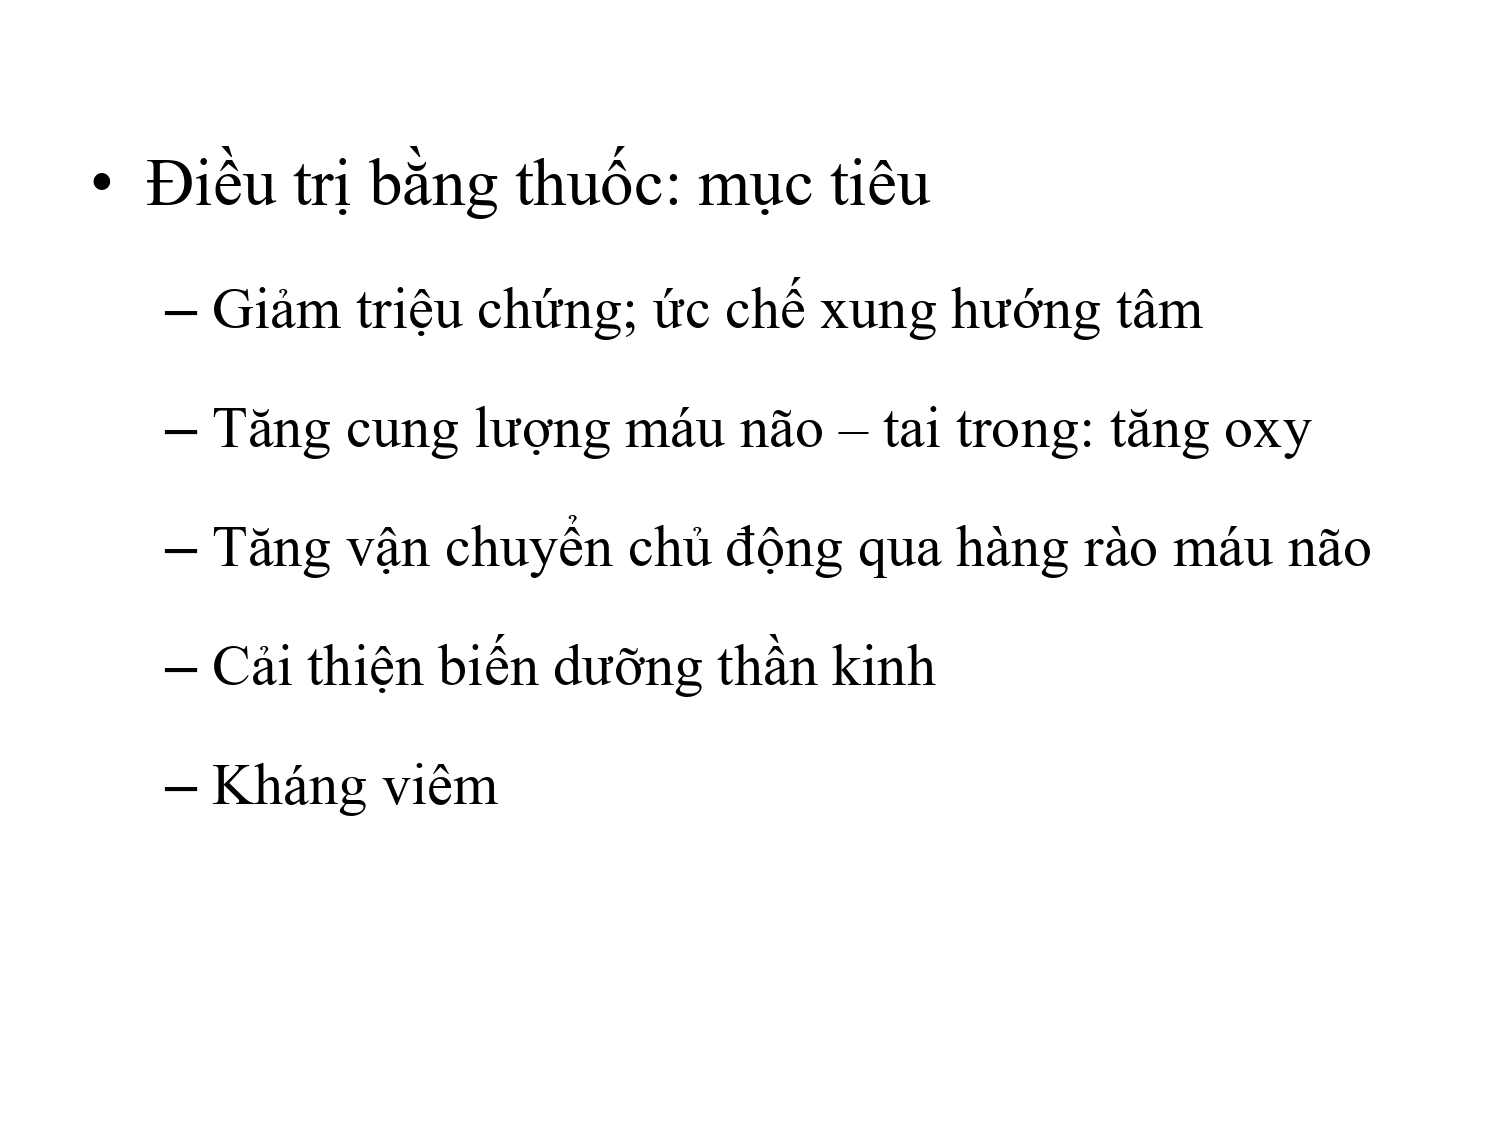 • Điều trị bằng thuốc: mục tiêu
– Giảm triệu chứng; ức chế xung hướng tâm
– Tăng cung lượng máu não – tai trong: tăng oxy
– Tăng vận chuyển chủ động qua hàng rào máu não
– Cải thiện biến dưỡng thần kinh
– Kháng viêm